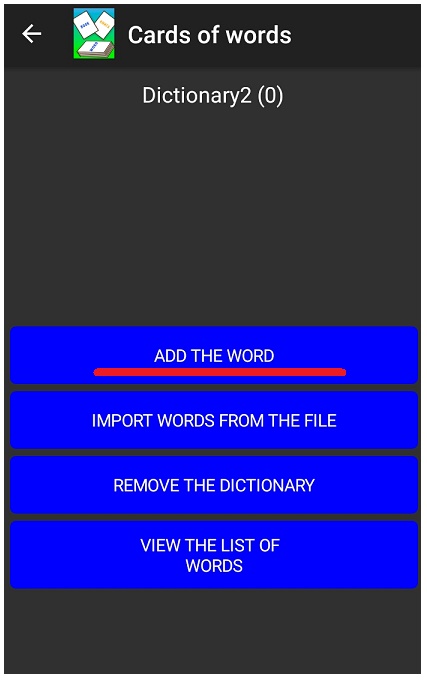 Cards of words
Dictionary2 (0)
ADD THE WORD
IMPORT WORDS FROM THE FILE
REMOVE THE DICTIONARY
VIEW THE LIST OF
WORDS